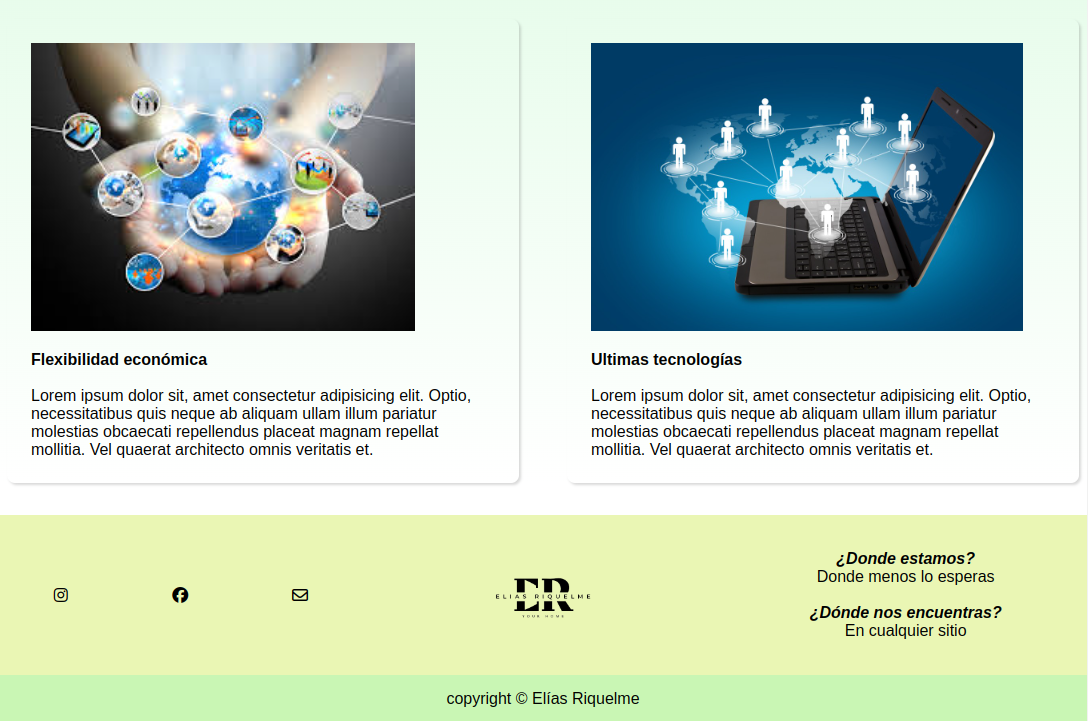 Flexibilidad económica
Lorem ipsum dolor sit, amet consectetur adipisicing elit. Optio,
necessitatibus quis neque ab aliquam ullam illum pariatur
molestias obcaecati repellendus placeat magnam repellat
mollitia. Vel quaerat architecto omnis veritatis et.
Ultimas tecnologías
Lorem ipsum dolor sit, amet consectetur adipisicing elit. Optio,
necessitatibus quis neque ab aliquam ullam illum pariatur
molestias obcaecati repellendus placeat magnam repellat
mollitia. Vel quaerat architecto omnis veritatis et.
ER
ELIAS RIQUELME
YOUR HOME
¿Donde estamos?
Donde menos lo esperas
¿Dónde nos encuentras?
En cualquier sitio
copyright © Elías Riquelme